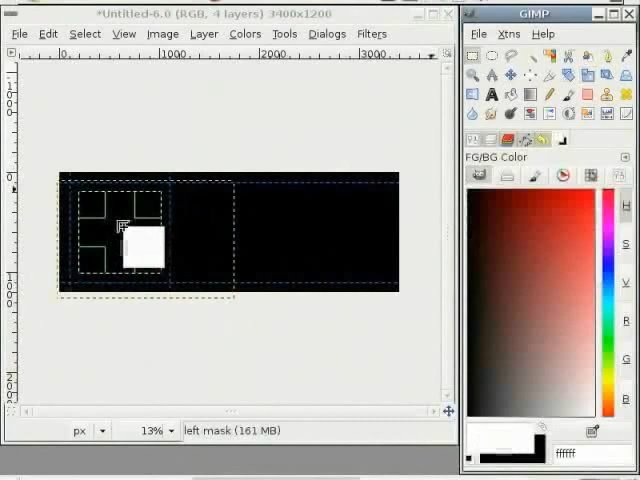 *Untitled-6.0 (RGB, 4 layers) 3400x1200
GIMP
File Edit Select View Image Layer Colors Tools Dialogs Filters
File Xtns Help
0 1000 2000 3000
FG/BG Color
H
S
V
R
G
B
px 13% left mask (161 MB)
ffffff